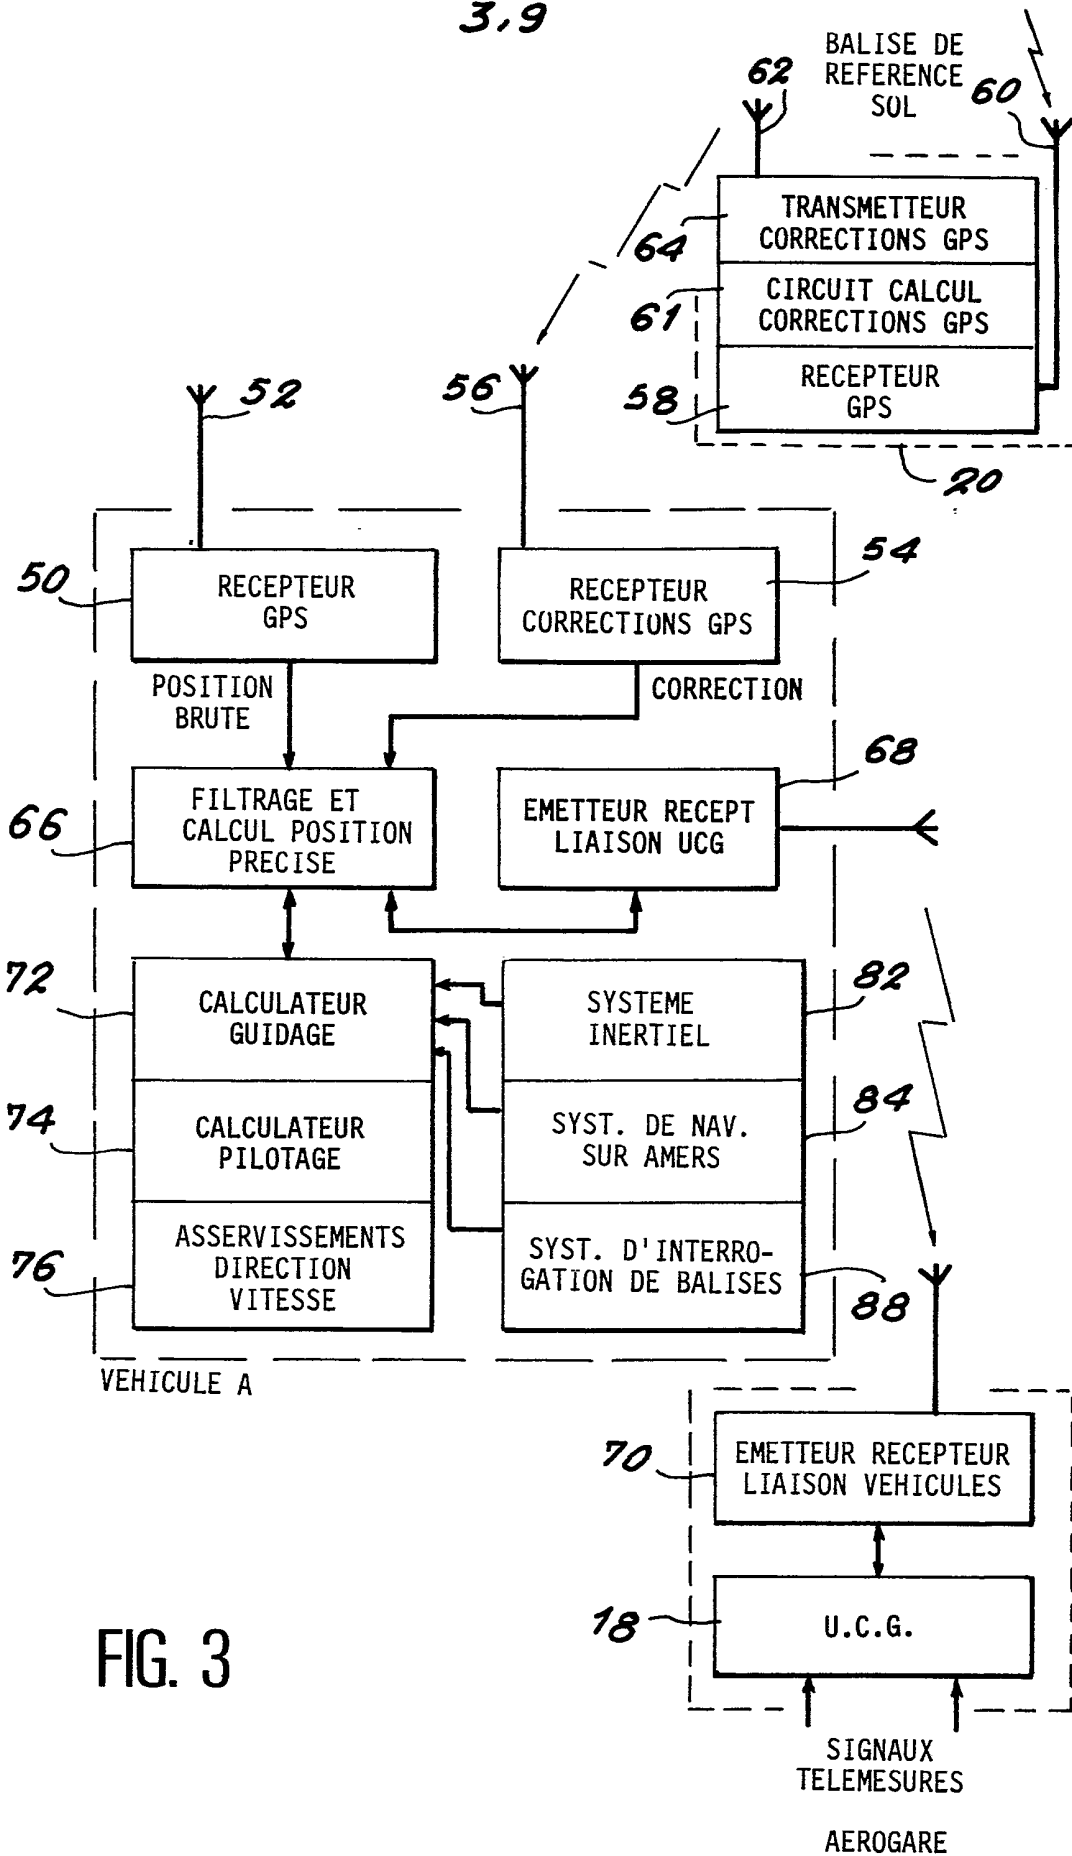 3,9
BALISE DE
REFERENCE
SOL
62
60
TRANSMETTEUR
CORRECTIONS GPS
64
CIRCUIT CALCUL
CORRECTIONS GPS
61
RECEPTEUR
GPS
58
20
52
56
50
RECEPTEUR
GPS
RECEPTEUR
CORRECTIONS GPS
54
POSITION
BRUTE
CORRECTION
66
FILTRAGE ET
CALCUL POSITION
PRECISE
EMETTEUR RECEPT
LIAISON UCG
68
72
CALCULATEUR
GUIDAGE
SYSTEME
INERTIEL
82
74
CALCULATEUR
PILOTAGE
SYST. DE NAV.
SUR AMERS
84
76
ASSERVISSEMENTS
DIRECTION
VITESSE
SYST. D'INTERRO-
GATION DE BALISES
88
VEHICULE A
70
EMETTEUR RECEPTEUR
LIAISON VEHICULES
18
U.C.G.
FIG. 3
SIGNAUX
TELEMESURES
AEROGARE